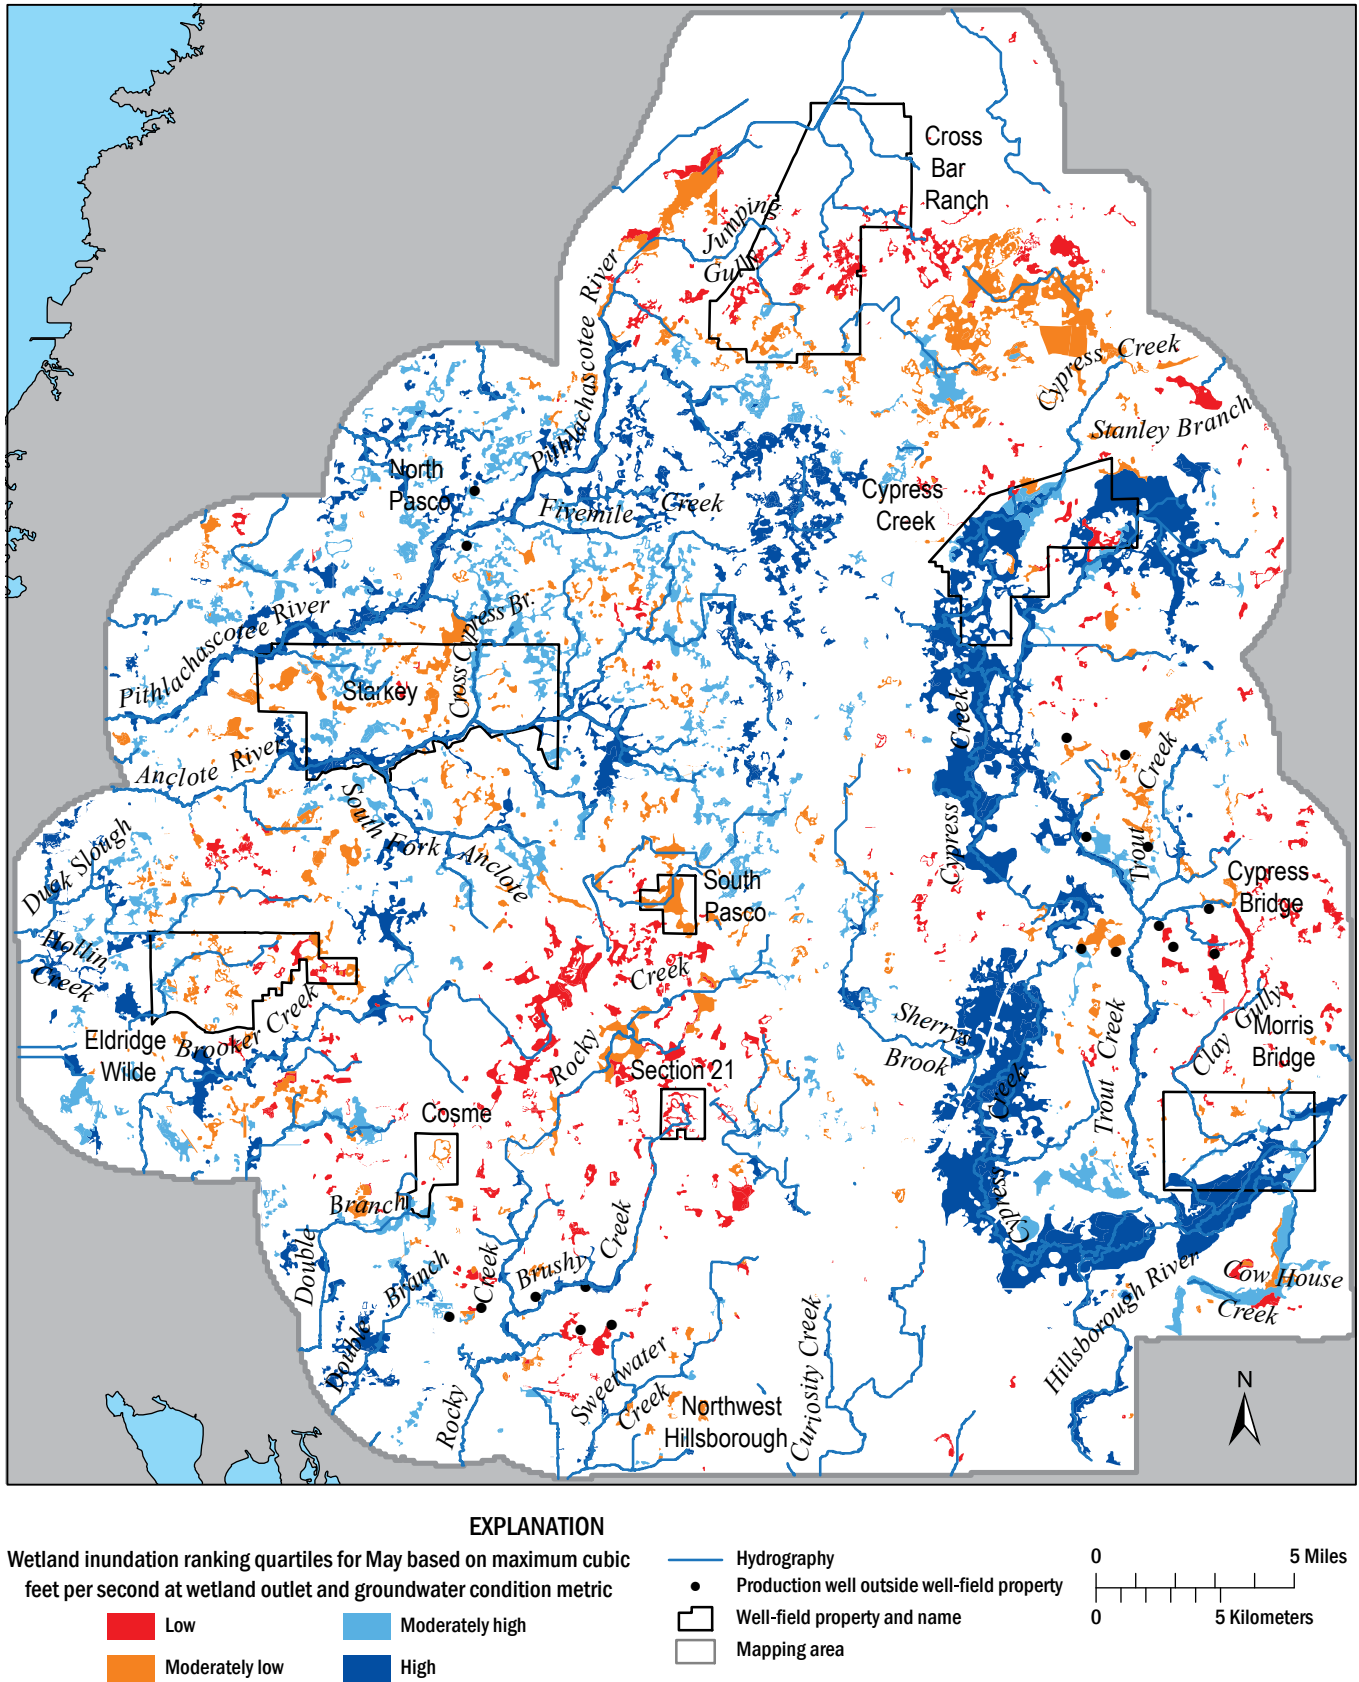 Cross
Bar
Ranch
Jumping
Gully
Pithlachascotee River
Cypress Creek
Stanley Branch
North
Pasco
Fivemile Creek
Cypress
Creek
Pithlachascotee River
Cross Cypress Br.
Starkey
Anclote River
South Fork Anclote
Duck Slough
Hollin
Creek
Eldridge
Wilde
Brooker Creek
South
Pasco
Rocky Creek
Section 21
Cosme
Cypress Creek
Trout Creek
Cypress
Bridge
Sherrys
Brook
Cypress Creek
Trout Creek
Clay Gully
Morris
Bridge
Double Branch
Double Branch
Rocky Creek
Brushy Creek
Sweetwater
Creek
Northwest
Hillsborough
Curiosity Creek
Hillsborough River
Cow House
Creek
N
EXPLANATION
Wetland inundation ranking quartiles for May based on maximum cubic
feet per second at wetland outlet and groundwater condition metric
Low
Moderately low
Moderately high
High
Hydrography
Production well outside well-field property
Well-field property and name
Mapping area
0 5 Miles
0 5 Kilometers